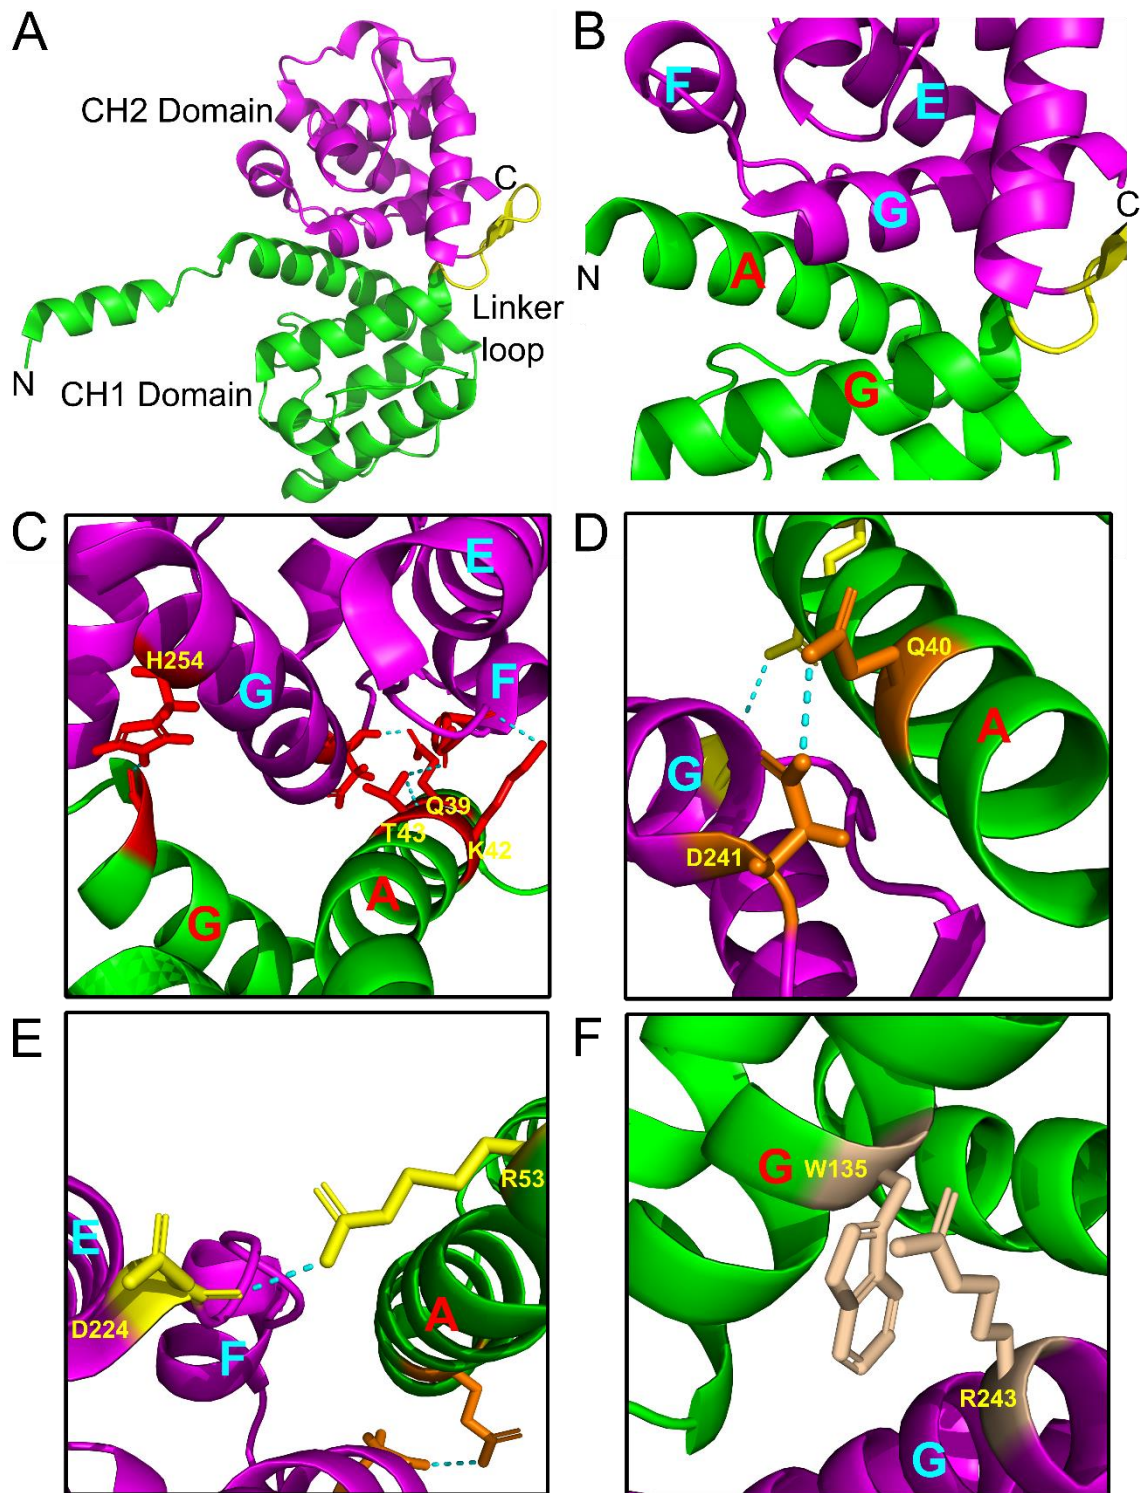 A
CH2 Domain
C
Linker
loop
N
CH1 Domain
B
F
E
G
C
A
N
G
C
E
H254
G
F
Q39
T43
K42
A
G
D
Q40
A
G
D241
E
R53
E
A
D224
F
F
G
W135
R243
G